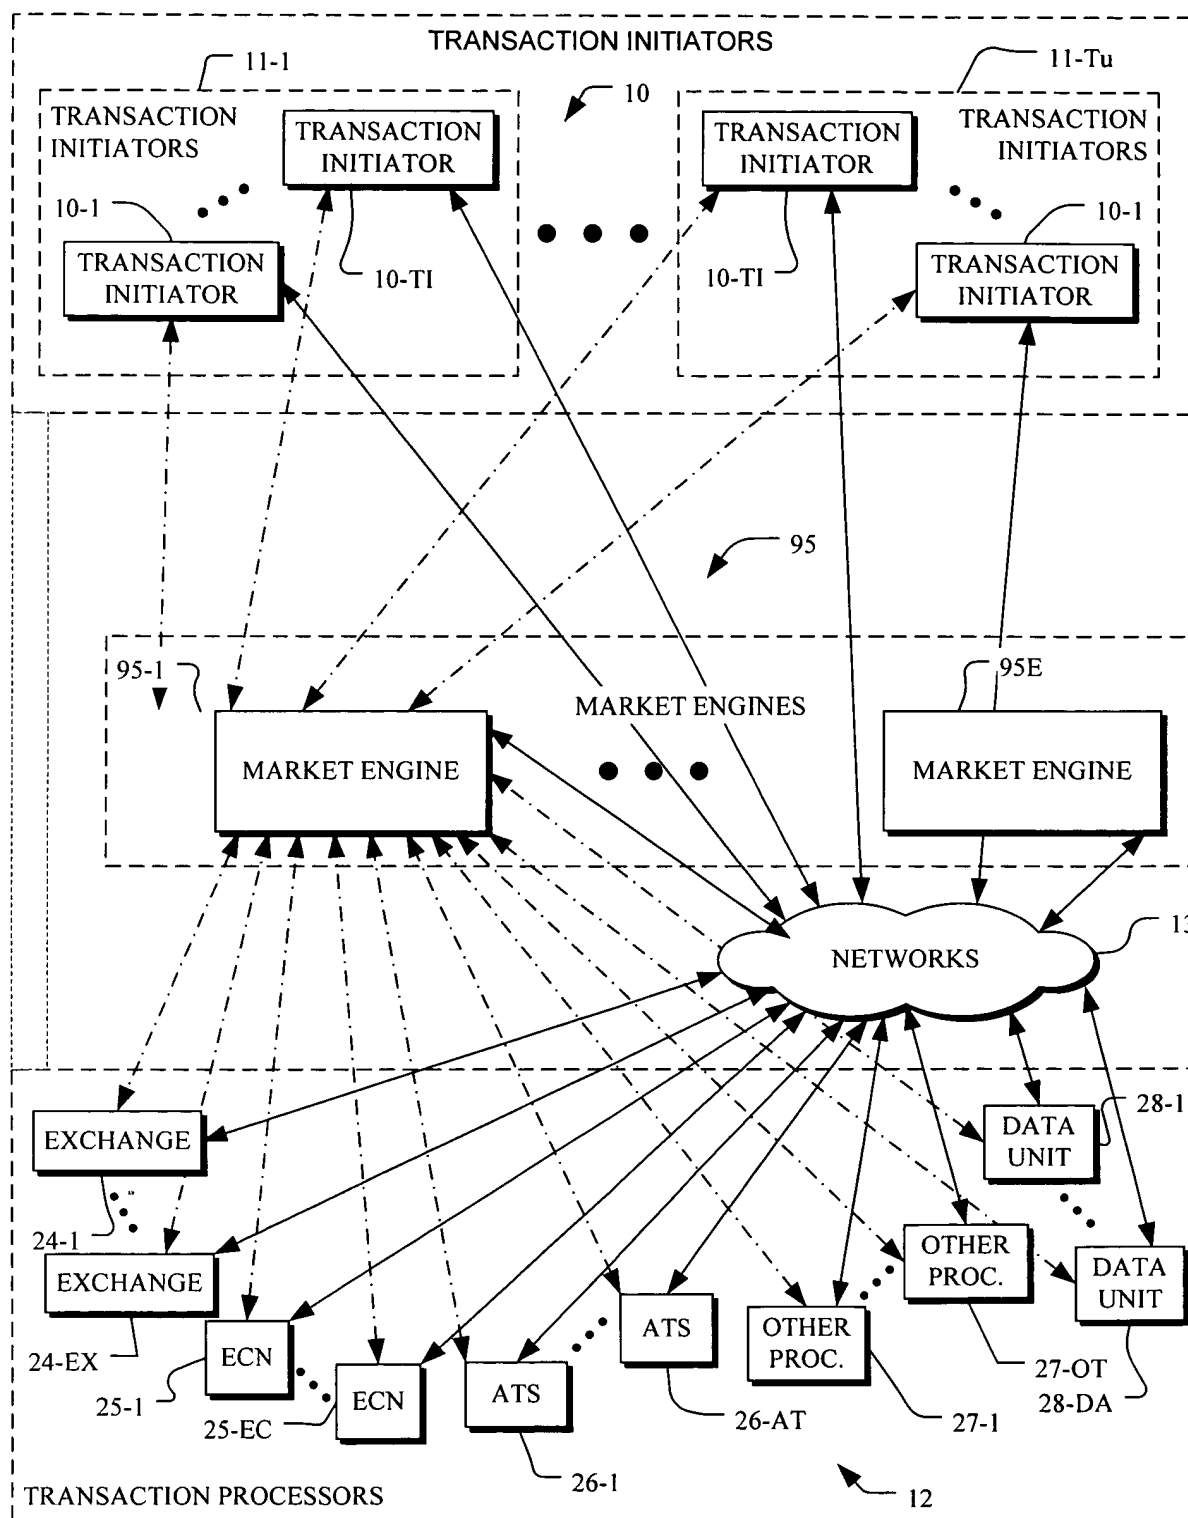 TRANSACTION INITIATORS
11-1
11-Tu
10
TRANSACTION
INITIATORS
TRANSACTION
INITIATOR
TRANSACTION
INITIATOR
TRANSACTION
INITIATORS
10-1
10-1
TRANSACTION
INITIATOR
10-TI
10-TI
TRANSACTION
INITIATOR
95
95-1
95E
MARKET ENGINES
MARKET ENGINE
MARKET ENGINE
13
NETWORKS
EXCHANGE
28-1
DATA
UNIT
24-1
EXCHANGE
OTHER
PROC.
DATA
UNIT
24-EX
ECN
ATS
OTHER
PROC.
25-1
25-EC
ECN
ATS
26-AT
27-1
27-OT
28-DA
26-1
12
TRANSACTION PROCESSORS